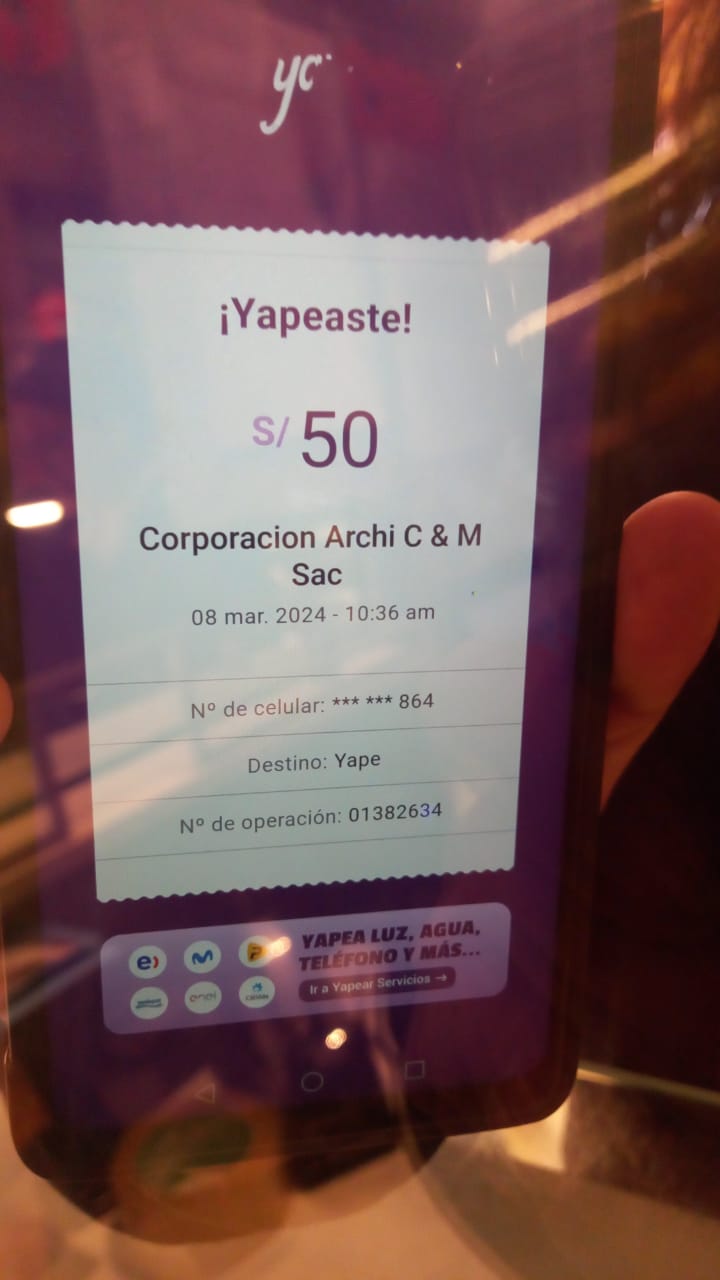 ¡Yapeaste!
S/ 50
Corporacion Archi C & M
Sac
08 mar. 2024 - 10:36 am
Nº de celular: *** *** 864
Destino: Yape
Nº de operación: 01382634
YAPEA LUZ, AGUA,
TELÉFONO Y MÁS...
Ir a Yapear Servicios →
enel